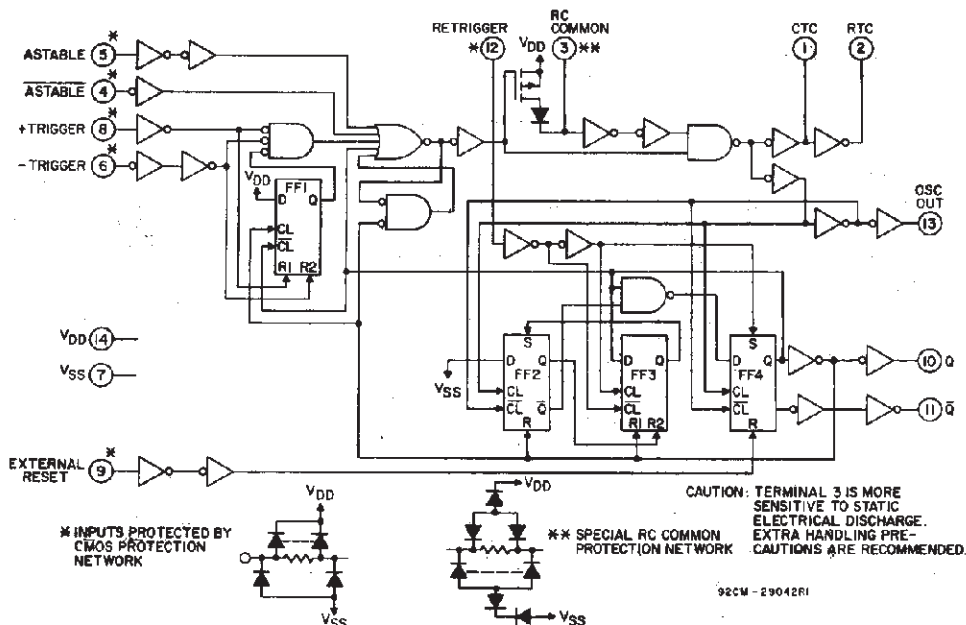 RETRIGGER
*12
RC COMMON
3 **
CTC
1
RTC
2
ASTABLE 5 *
ASTABLE 4 *
+TRIGGER 8 *
-TRIGGER 6 *
VDD
VDD
FF1
D Q
CL
CL
R1 R2
OSC OUT
13
VDD 14
VSS 7
VSS
S
D Q
FF2
CL
CL Q
R
D Q
FF3
CL
CL
R1 R2
S
D Q
FF4
CL
CL
R
10 Q
11 Q̅
EXTERNAL RESET 9 *
* INPUTS PROTECTED BY
CMOS PROTECTION
NETWORK
VDD
VSS
VDD
VSS
** SPECIAL RC COMMON
PROTECTION NETWORK
CAUTION: TERMINAL 3 IS MORE
SENSITIVE TO STATIC
ELECTRICAL DISCHARGE.
EXTRA HANDLING PRE-
CAUTIONS ARE RECOMMENDED.
92CM-29042R1